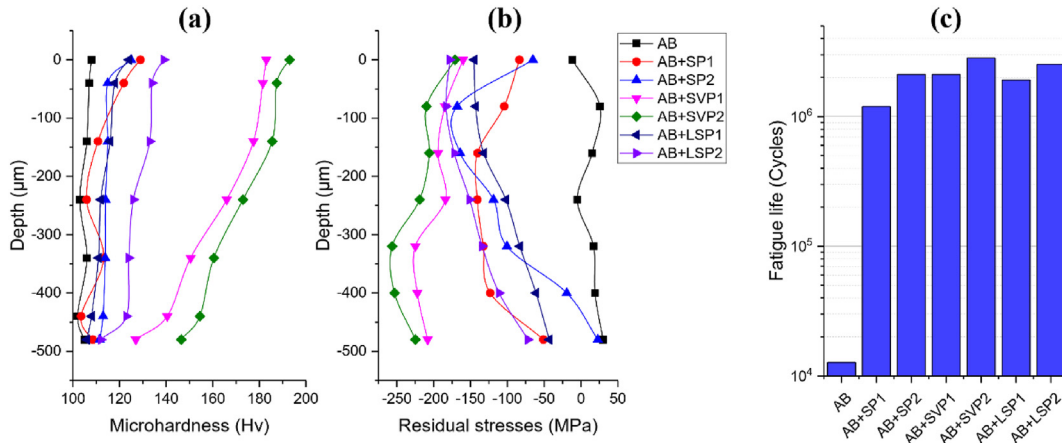 (a)
(b)
(c)
0
-100
-200
-300
-400
-500
Depth (µm)
100
120
140
160
180
200
Microhardness (Hv)
0
-100
-200
-300
-400
-500
Depth (µm)
-250
-200
-150
-100
-50
0
50
Residual stresses (MPa)
AB
AB+SP1
AB+SP2
AB+SVP1
AB+SVP2
AB+LSP1
AB+LSP2
10⁶
10⁵
10⁴
Fatigue life (Cycles)
AB
AB+SP1
AB+SP2
AB+SVP1
AB+SVP2
AB+LSP1
AB+LSP2